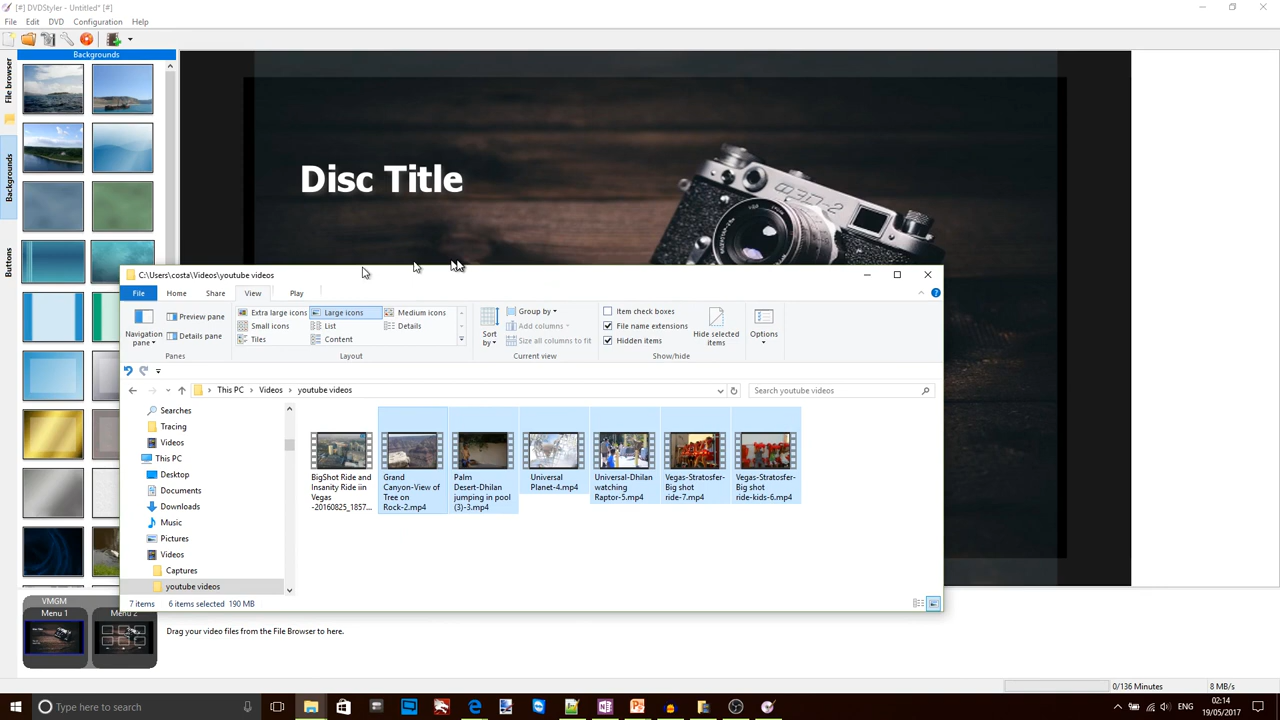 [#] DVDStyler - Untitled* [#]
File Edit DVD Configuration Help
Backgrounds
File browser
Backgrounds
Buttons
Disc Title
ФЭD-2
C:\Users\costa\Videos\youtube videos
File Home Share View Play
Navigation pane
Preview pane
Details pane
Panes
Extra large icons Large icons Medium icons
Small icons List Details
Tiles Content
Layout
Sort by
Group by
Add columns
Size all columns to fit
Current view
Item check boxes
File name extensions
Hidden items
Hide selected items
Show/hide
Options
This PC > Videos > youtube videos
Search youtube videos
Searches
Tracing
Videos
This PC
Desktop
Documents
Downloads
Music
Pictures
Videos
Captures
youtube videos
BigShot Ride and
Insanity Ride iin
Vegas
-20160825_1857...
Grand
Canyon-View of
Tree on
Rock-2.mp4
Palm
Desert-Dhilan
jumping in pool
(3)-3.mp4
Universal
Planet-4.mp4
Universal-Dhilan
watching
Raptor-5.mp4
Vegas-Stratosfer-
Big shot
ride-7.mp4
Vegas-Stratosfer-
Big shot
ride-kids-6.mp4
7 items 6 items selected 190 MB
VMGM
Menu 1
Menu 2
Drag your video files from the File Browser to here.
0/136 Minutes 8 MB/s
Type here to search
ENG
02:14
19/05/2017